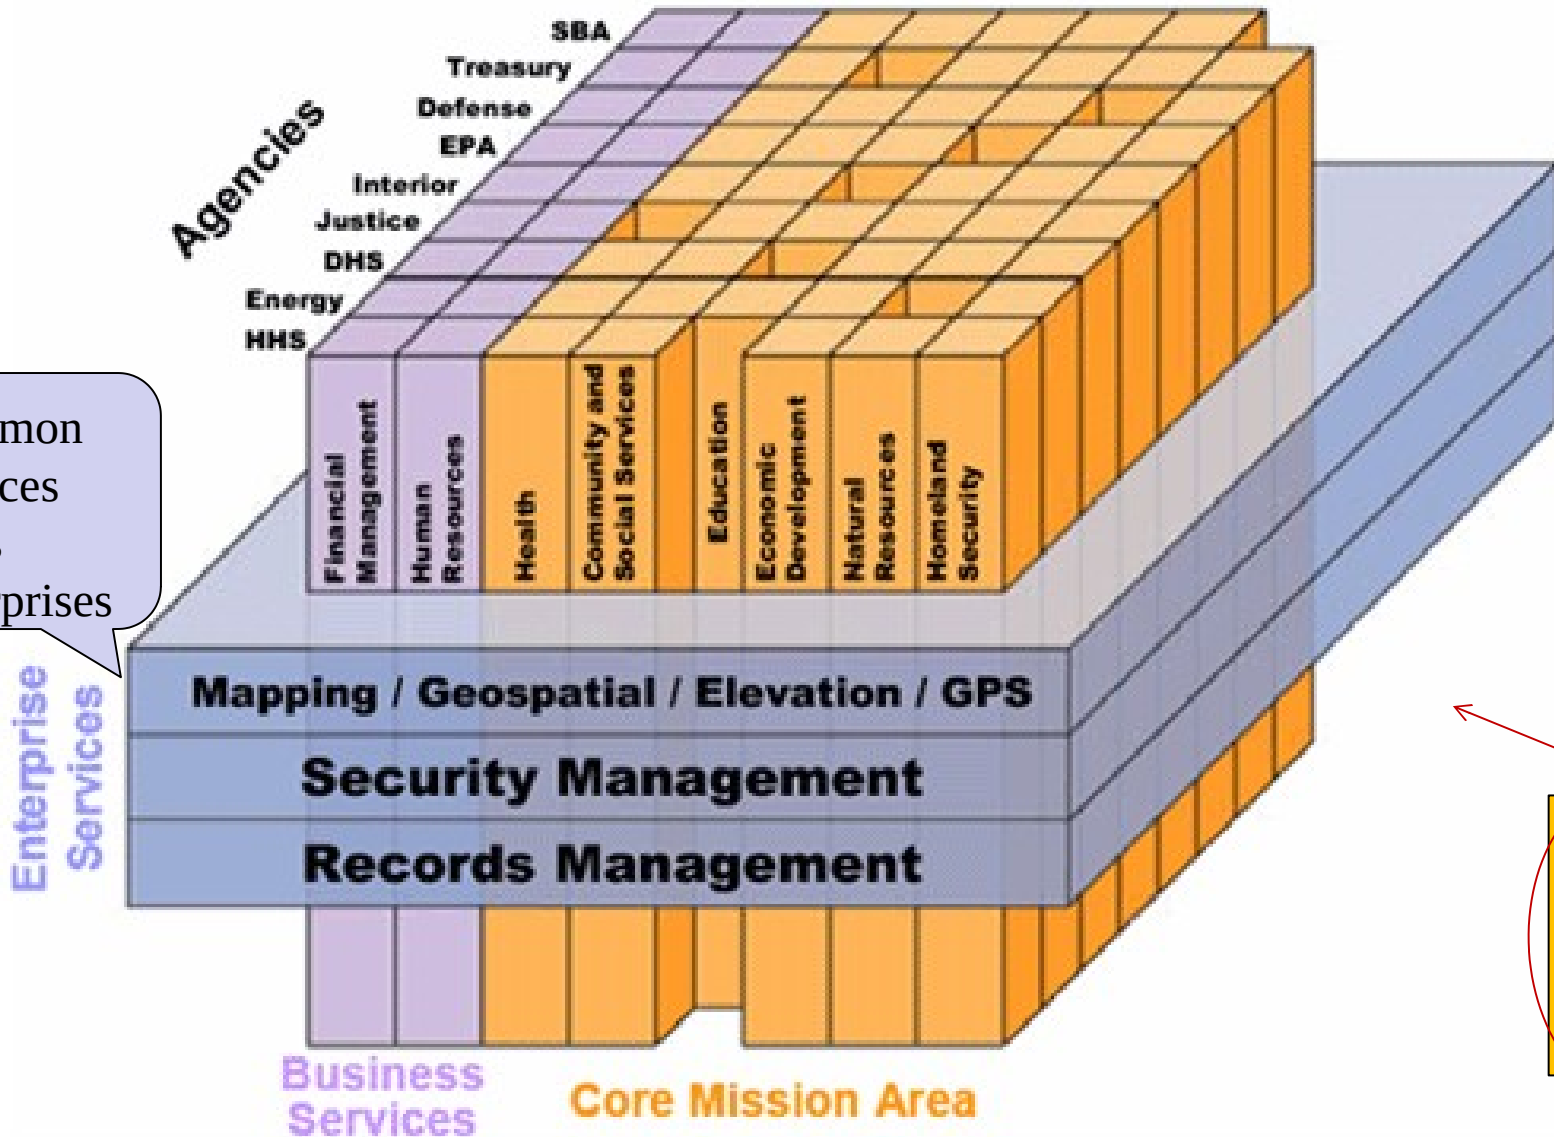 SBA
Treasury
Defense
EPA
Interior
Justice
DHS
Energy
HHS
Agencies
mon
ces
prises
Financial
Management
Human
Resources
Health
Community and
Social Services
Education
Economic
Development
Natural
Resources
Homeland
Security
Mapping / Geospatial / Elevation / GPS
Security Management
Records Management
Enterprise
Services
Business
Services
Core Mission Area